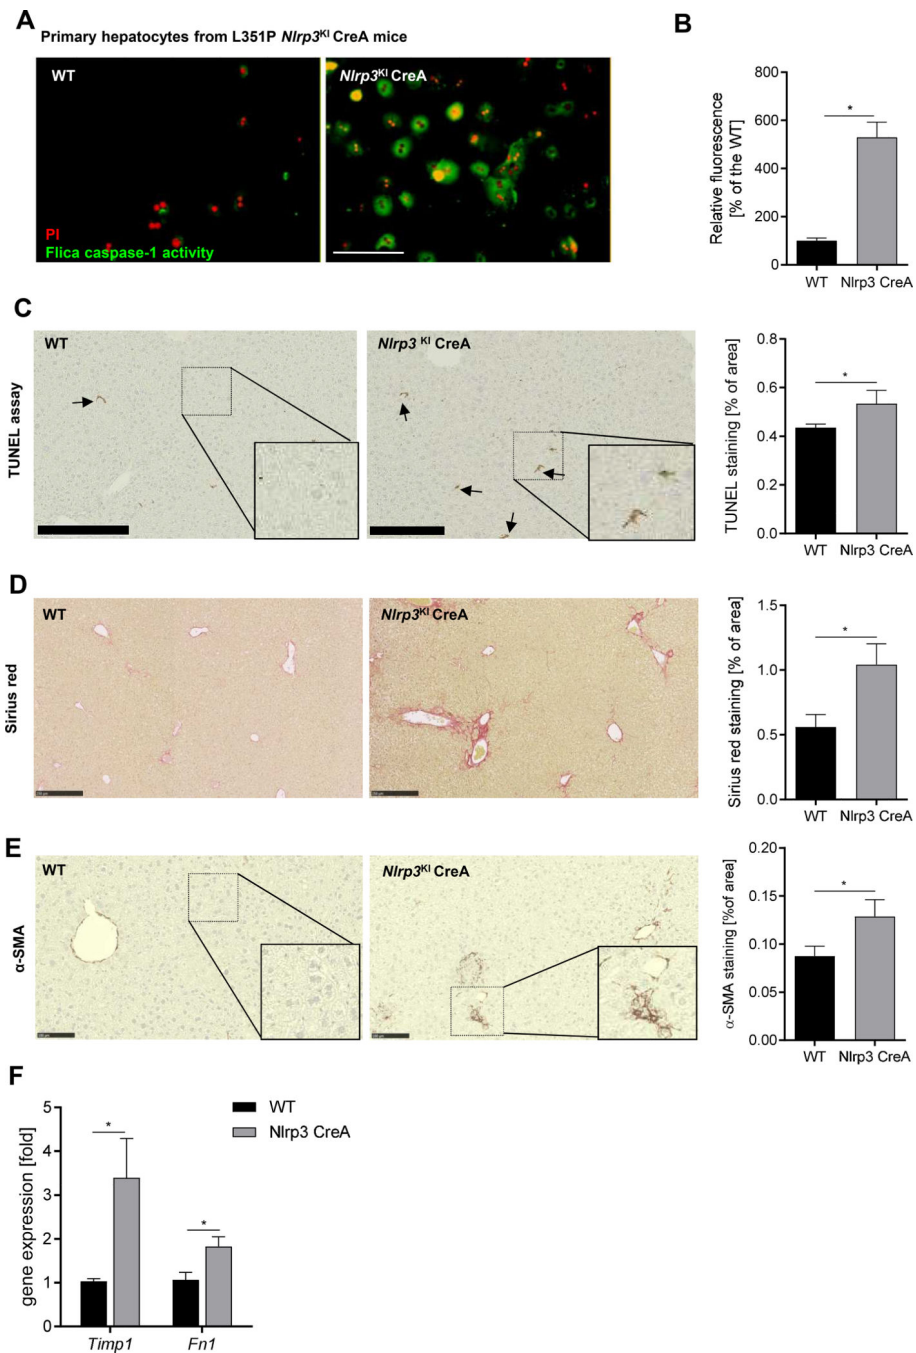 A
Primary hepatocytes from L351P Nlrp3KI CreA mice
WT
Nlrp3KI CreA
PI
Flica caspase-1 activity
B
Relative fluorescence
[% of the WT]
800
600
400
200
0
*
WT
Nlrp3 CreA
C
TUNEL assay
WT
Nlrp3 KI CreA
TUNEL staining [% of area]
0.8
0.6
0.4
0.2
0.0
*
WT
Nlrp3 CreA
D
Sirius red
WT
Nlrp3KI CreA
Sirius red staining [% of area]
1.5
1.0
0.5
0.0
*
WT
Nlrp3 CreA
E
α-SMA
WT
Nlrp3KI CreA
α-SMA staining [%of area]
0.20
0.15
0.10
0.05
0.00
*
WT
Nlrp3 CreA
F
gene expression [fold]
5
4
3
2
1
0
*
*
Timp1
Fn1
WT
Nlrp3 CreA